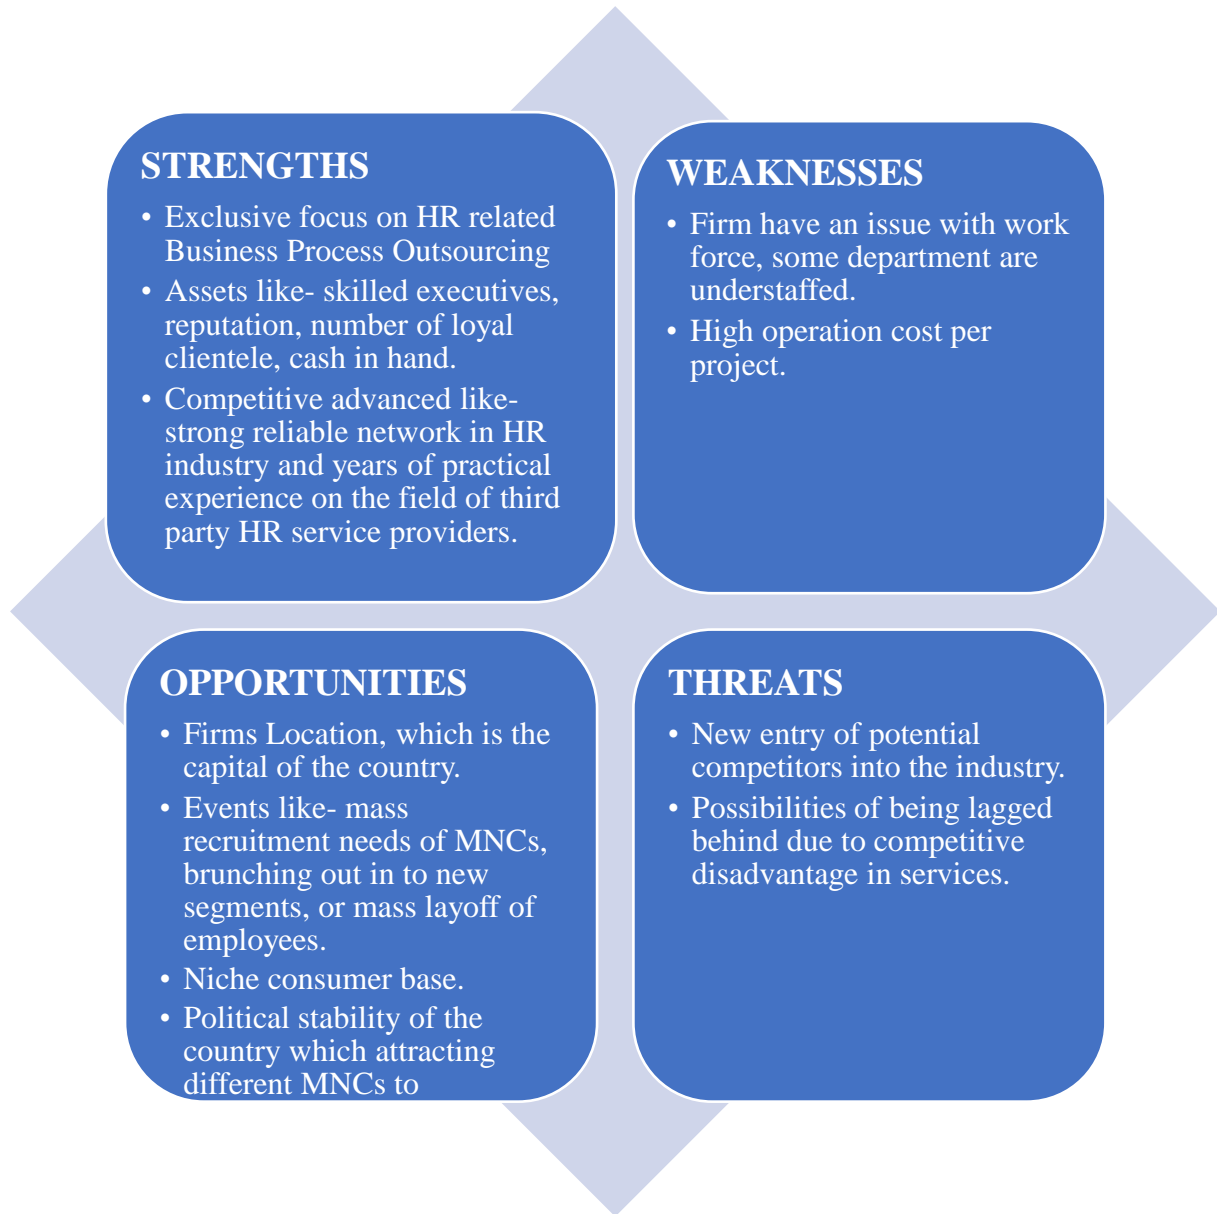 STRENGTHS
• Exclusive focus on HR related
Business Process Outsourcing
• Assets like- skilled executives,
reputation, number of loyal
clientele, cash in hand.
• Competitive advanced like-
strong reliable network in HR
industry and years of practical
experience on the field of third
party HR service providers.
WEAKNESSES
• Firm have an issue with work
force, some department are
understaffed.
• High operation cost per
project.
OPPORTUNITIES
• Firms Location, which is the
capital of the country.
• Events like- mass
recruitment needs of MNCs,
brunching out in to new
segments, or mass layoff of
employees.
• Niche consumer base.
• Political stability of the
country which attracting
different MNCs to
THREATS
• New entry of potential
competitors into the industry.
• Possibilities of being lagged
behind due to competitive
disadvantage in services.